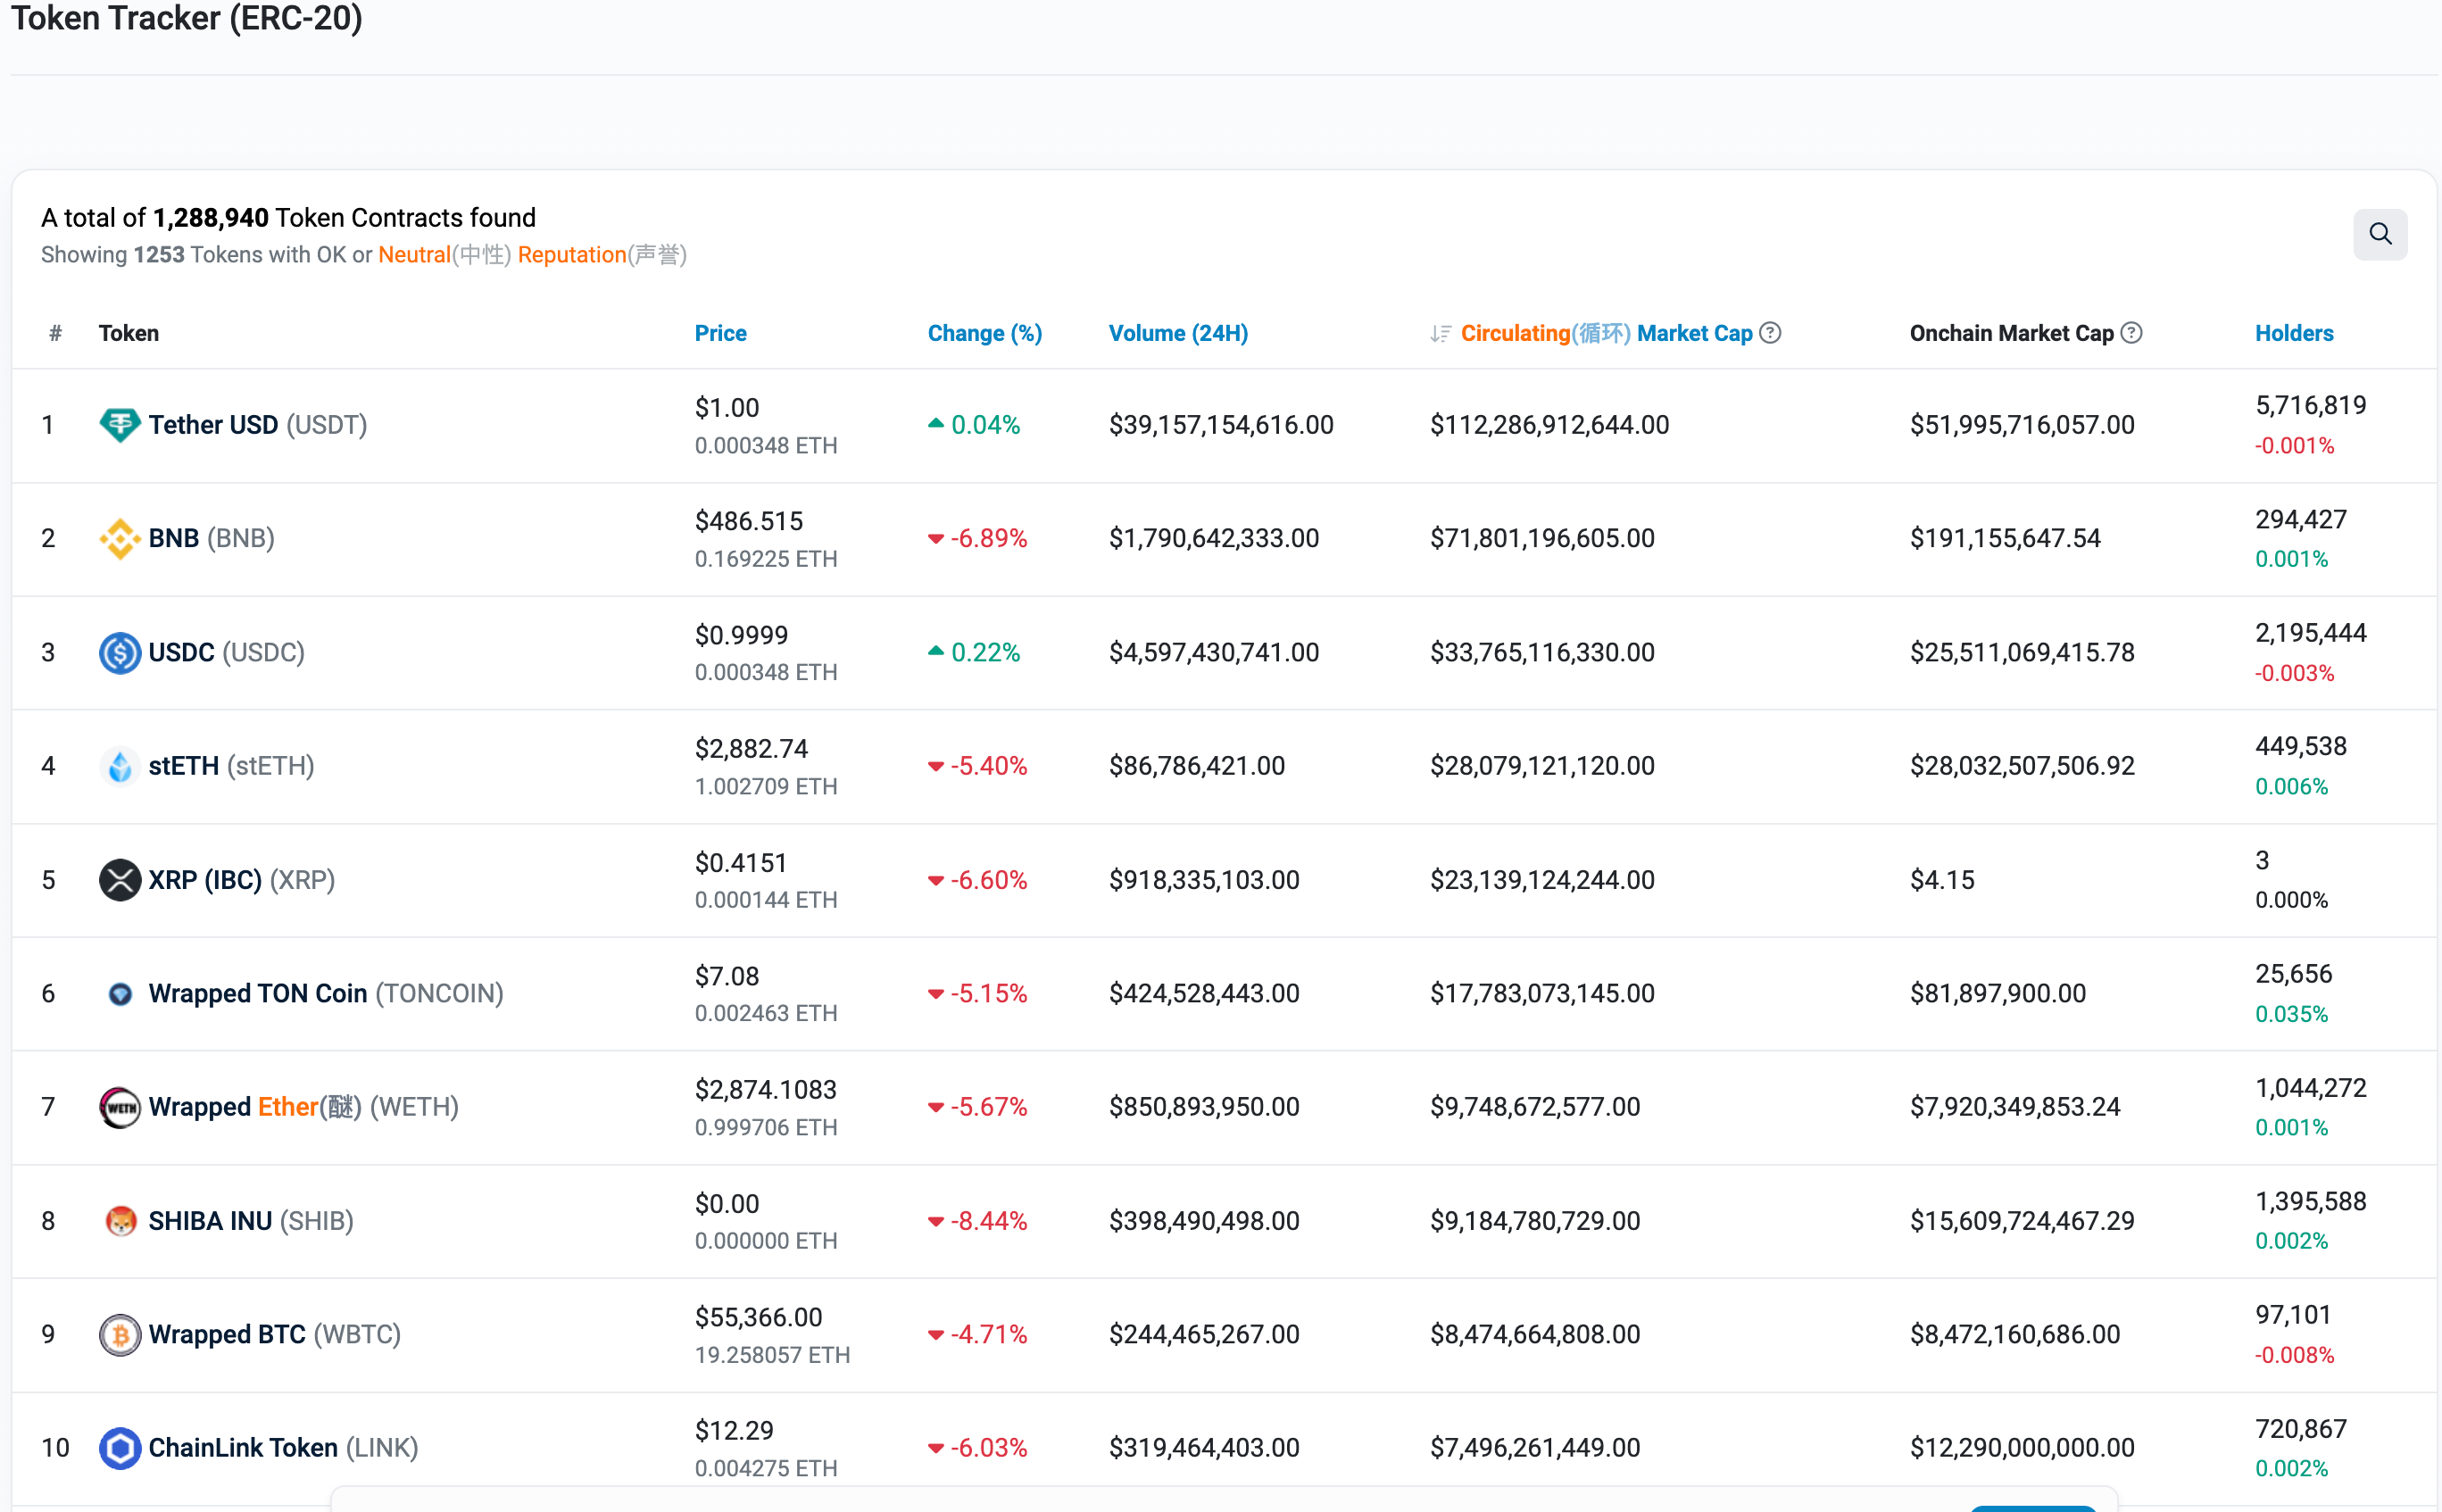 Token Tracker (ERC-20)
A total of 1,288,940 Token Contracts found
Showing 1253 Tokens with OK or Neutral(中性) Reputation(声誉)
# Token Price Change (%) Volume (24H) Circulating(循环) Market Cap Onchain Market Cap Holders
1 Tether USD (USDT) $1.00 0.04% $39,157,154,616.00 $112,286,912,644.00 $51,995,716,057.00 5,716,819
0.000348 ETH -0.001%
2 BNB (BNB) $486.515 -6.89% $1,790,642,333.00 $71,801,196,605.00 $191,155,647.54 294,427
0.169225 ETH 0.001%
3 USDC (USDC) $0.9999 0.22% $4,597,430,741.00 $33,765,116,330.00 $25,511,069,415.78 2,195,444
0.000348 ETH -0.003%
4 stETH (stETH) $2,882.74 -5.40% $86,786,421.00 $28,079,121,120.00 $28,032,507,506.92 449,538
1.002709 ETH 0.006%
5 XRP (IBC) (XRP) $0.4151 -6.60% $918,335,103.00 $23,139,124,244.00 $4.15 3
0.000144 ETH 0.000%
6 Wrapped TON Coin (TONCOIN) $7.08 -5.15% $424,528,443.00 $17,783,073,145.00 $81,897,900.00 25,656
0.002463 ETH 0.035%
7 WETH Wrapped Ether(醚) (WETH) $2,874.1083 -5.67% $850,893,950.00 $9,748,672,577.00 $7,920,349,853.24 1,044,272
0.999706 ETH 0.001%
8 SHIBA INU (SHIB) $0.00 -8.44% $398,490,498.00 $9,184,780,729.00 $15,609,724,467.29 1,395,588
0.000000 ETH 0.002%
9 Wrapped BTC (WBTC) $55,366.00 -4.71% $244,465,267.00 $8,474,664,808.00 $8,472,160,686.00 97,101
19.258057 ETH -0.008%
10 ChainLink Token (LINK) $12.29 -6.03% $319,464,403.00 $7,496,261,449.00 $12,290,000,000.00 720,867
0.004275 ETH 0.002%